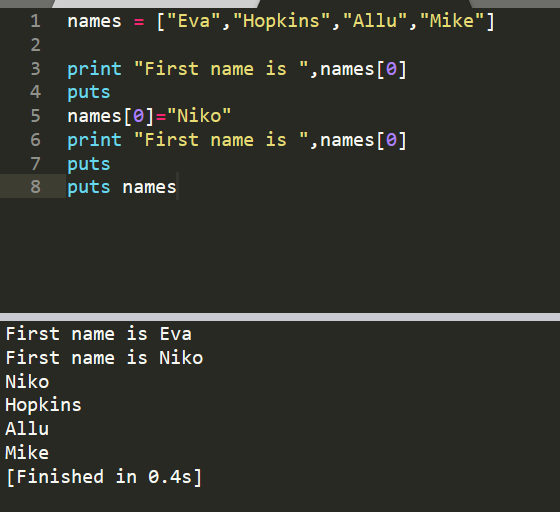 1 names = ["Eva","Hopkins","Allu","Mike"]
2
3 print "First name is ",names[0]
4 puts
5 names[0]="Niko"
6 print "First name is ",names[0]
7 puts
8 puts names
First name is Eva
First name is Niko
Niko
Hopkins
Allu
Mike
[Finished in 0.4s]